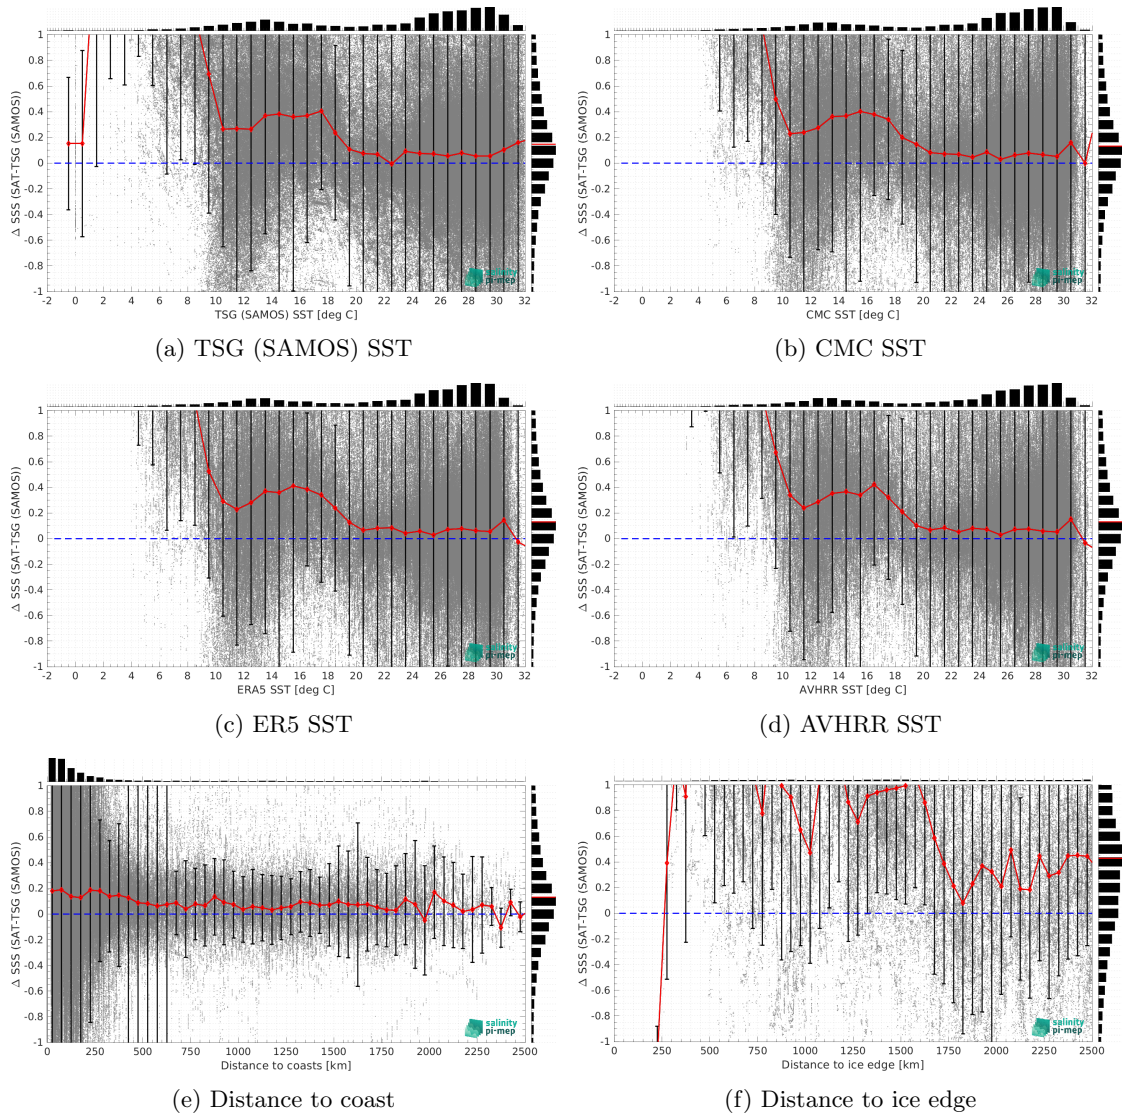 Δ SSS (SAT-TSG (SAMOS))
1
0.8
0.6
0.4
0.2
0
-0.2
-0.4
-0.6
-0.8
-1
-2 0 2 4 6 8 10 12 14 16 18 20 22 24 26 28 30 32
TSG (SAMOS) SST [deg C]
salinity
pi-mep
(a) TSG (SAMOS) SST
Δ SSS (SAT-TSG (SAMOS))
1
0.8
0.6
0.4
0.2
0
-0.2
-0.4
-0.6
-0.8
-1
-2 0 2 4 6 8 10 12 14 16 18 20 22 24 26 28 30 32
CMC SST [deg C]
salinity
pi-mep
(b) CMC SST
Δ SSS (SAT-TSG (SAMOS))
1
0.8
0.6
0.4
0.2
0
-0.2
-0.4
-0.6
-0.8
-1
-2 0 2 4 6 8 10 12 14 16 18 20 22 24 26 28 30 32
ERA5 SST [deg C]
salinity
pi-mep
(c) ER5 SST
Δ SSS (SAT-TSG (SAMOS))
1
0.8
0.6
0.4
0.2
0
-0.2
-0.4
-0.6
-0.8
-1
-2 0 2 4 6 8 10 12 14 16 18 20 22 24 26 28 30 32
AVHRR SST [deg C]
salinity
pi-mep
(d) AVHRR SST
Δ SSS (SAT-TSG (SAMOS))
1
0.8
0.6
0.4
0.2
0
-0.2
-0.4
-0.6
-0.8
-1
0 250 500 750 1000 1250 1500 1750 2000 2250 2500
Distance to coasts [km]
salinity
pi-mep
(e) Distance to coast
Δ SSS (SAT-TSG (SAMOS))
1
0.8
0.6
0.4
0.2
0
-0.2
-0.4
-0.6
-0.8
-1
0 250 500 750 1000 1250 1500 1750 2000 2250 2500
Distance to ice edge [km]
salinity
pi-mep
(f) Distance to ice edge